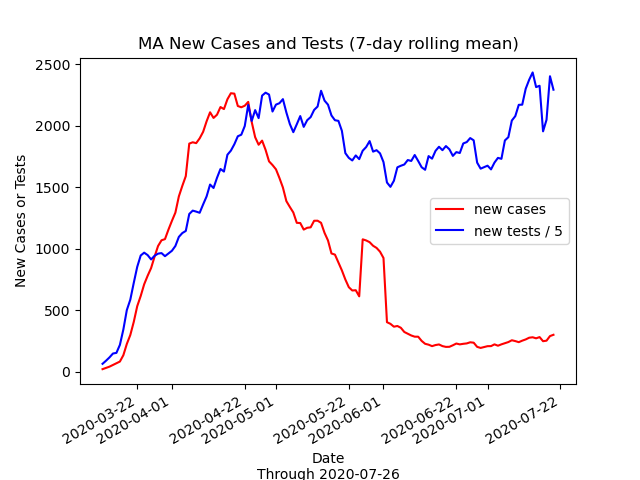 MA New Cases and Tests (7-day rolling mean)
New Cases or Tests
2500
2000
1500
1000
500
0
new cases
new tests / 5
2020-03-22
2020-04-01
2020-04-22
2020-05-01
2020-05-22
2020-06-01
2020-06-22
2020-07-01
2020-07-22
Date
Through 2020-07-26